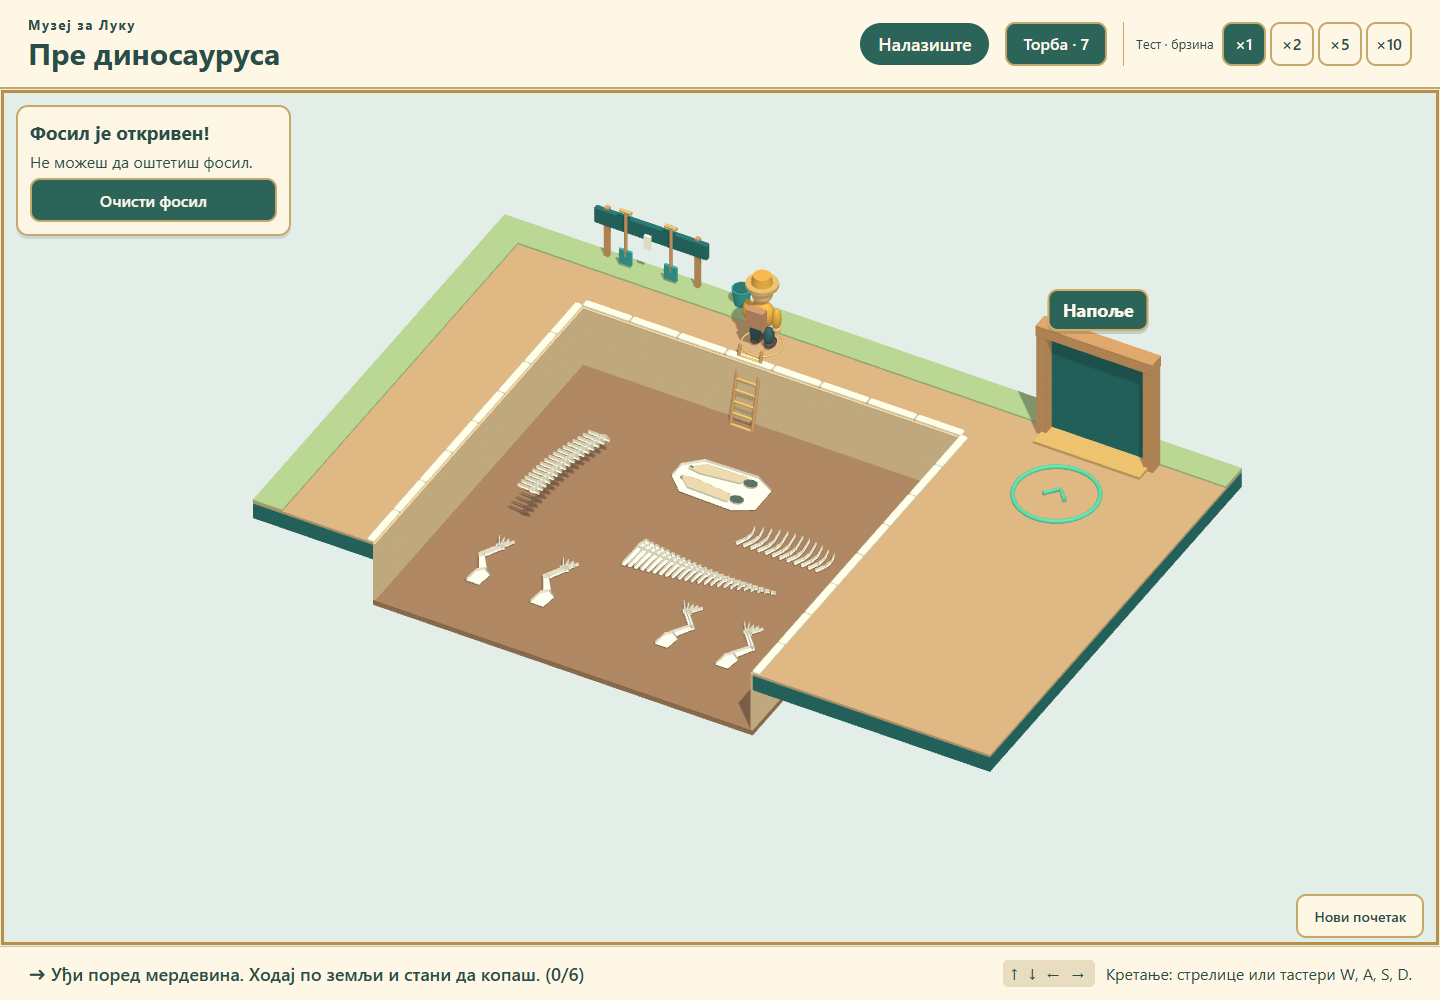 Музеј за Луку
Пре диносауруса
Налазиште
Торба · 7
Тест · брзина
×1
×2
×5
×10
Фосил је откривен!
Не можеш да оштетиш фосил.
Очисти фосил
Напоље
Нови почетак
→ Уђи поред мердевина. Ходај по земљи и стани да копаш. (0/6)
↑ ↓ ← → Кретање: стрелице или тастери W, A, S, D.